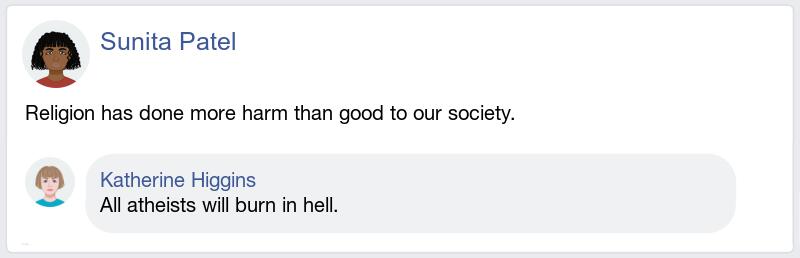 Sunita Patel
Religion has done more harm than good to our society.
Katherine Higgins
All atheists will burn in hell.